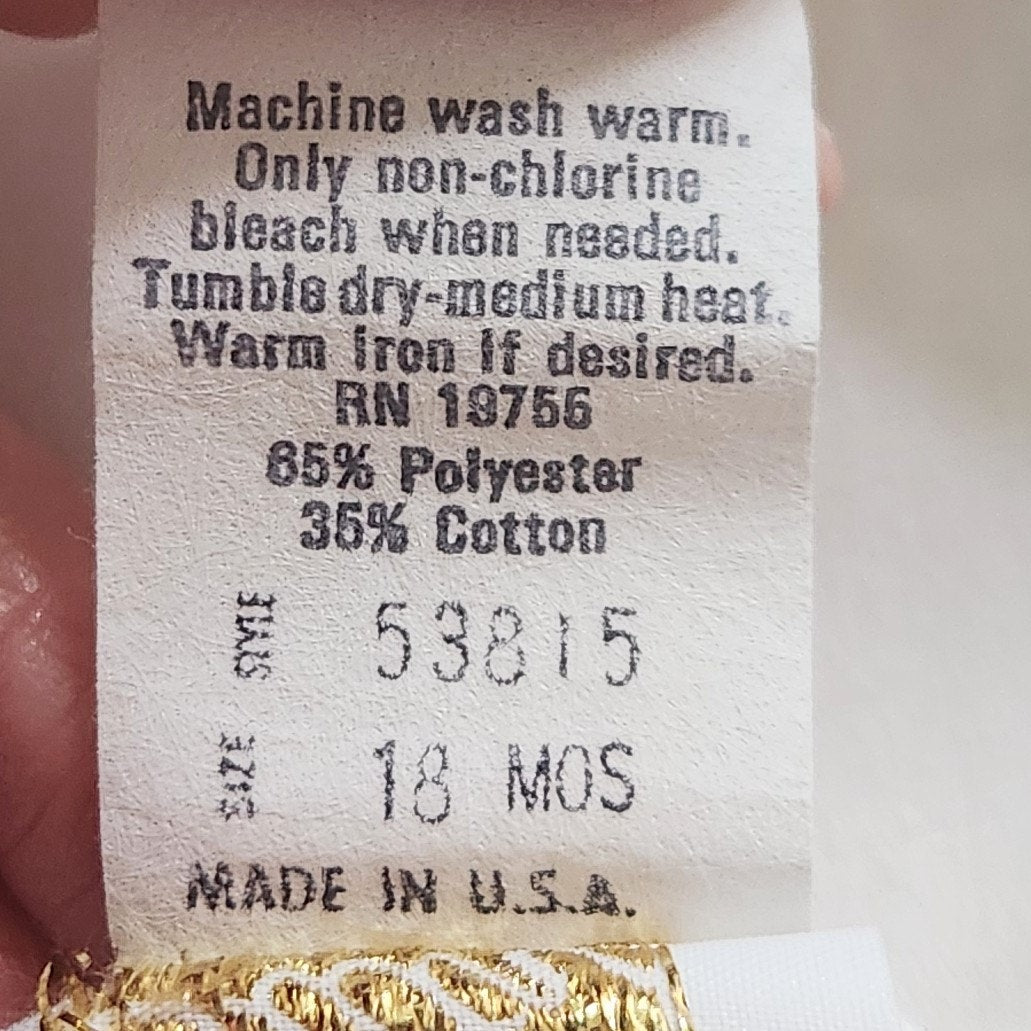 Machine wash warm.
Only non-chlorine
bleach when needed.
Tumble dry-medium heat.
Warm iron if desired.
RN 19756
65% Polyester
35% Cotton
STYLE 53815
SIZE 18 MOS
MADE IN U.S.A.